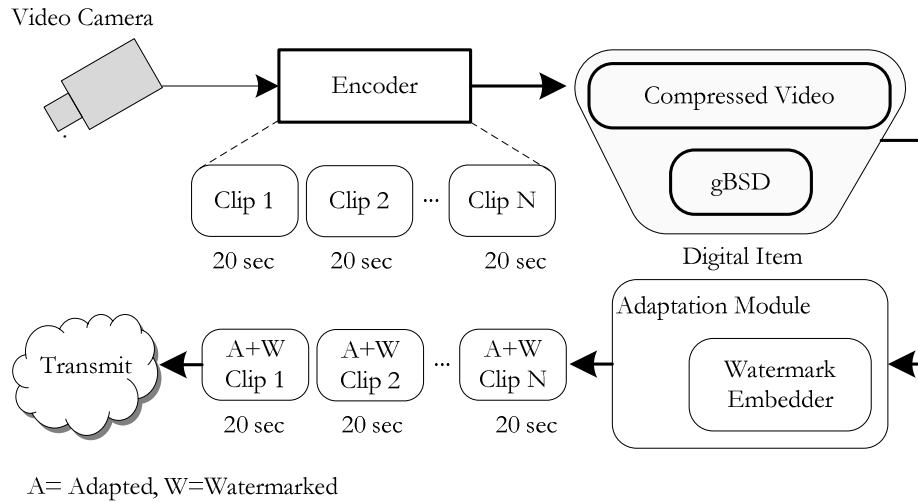 Video Camera
Encoder
Compressed Video
gBSD
Clip 1
Clip 2
...
Clip N
20 sec
20 sec
20 sec
Digital Item
Adaptation Module
Watermark
Embedder
A+W
Clip 1
A+W
Clip 2
...
A+W
Clip N
Transmit
20 sec
20 sec
20 sec
A= Adapted, W=Watermarked